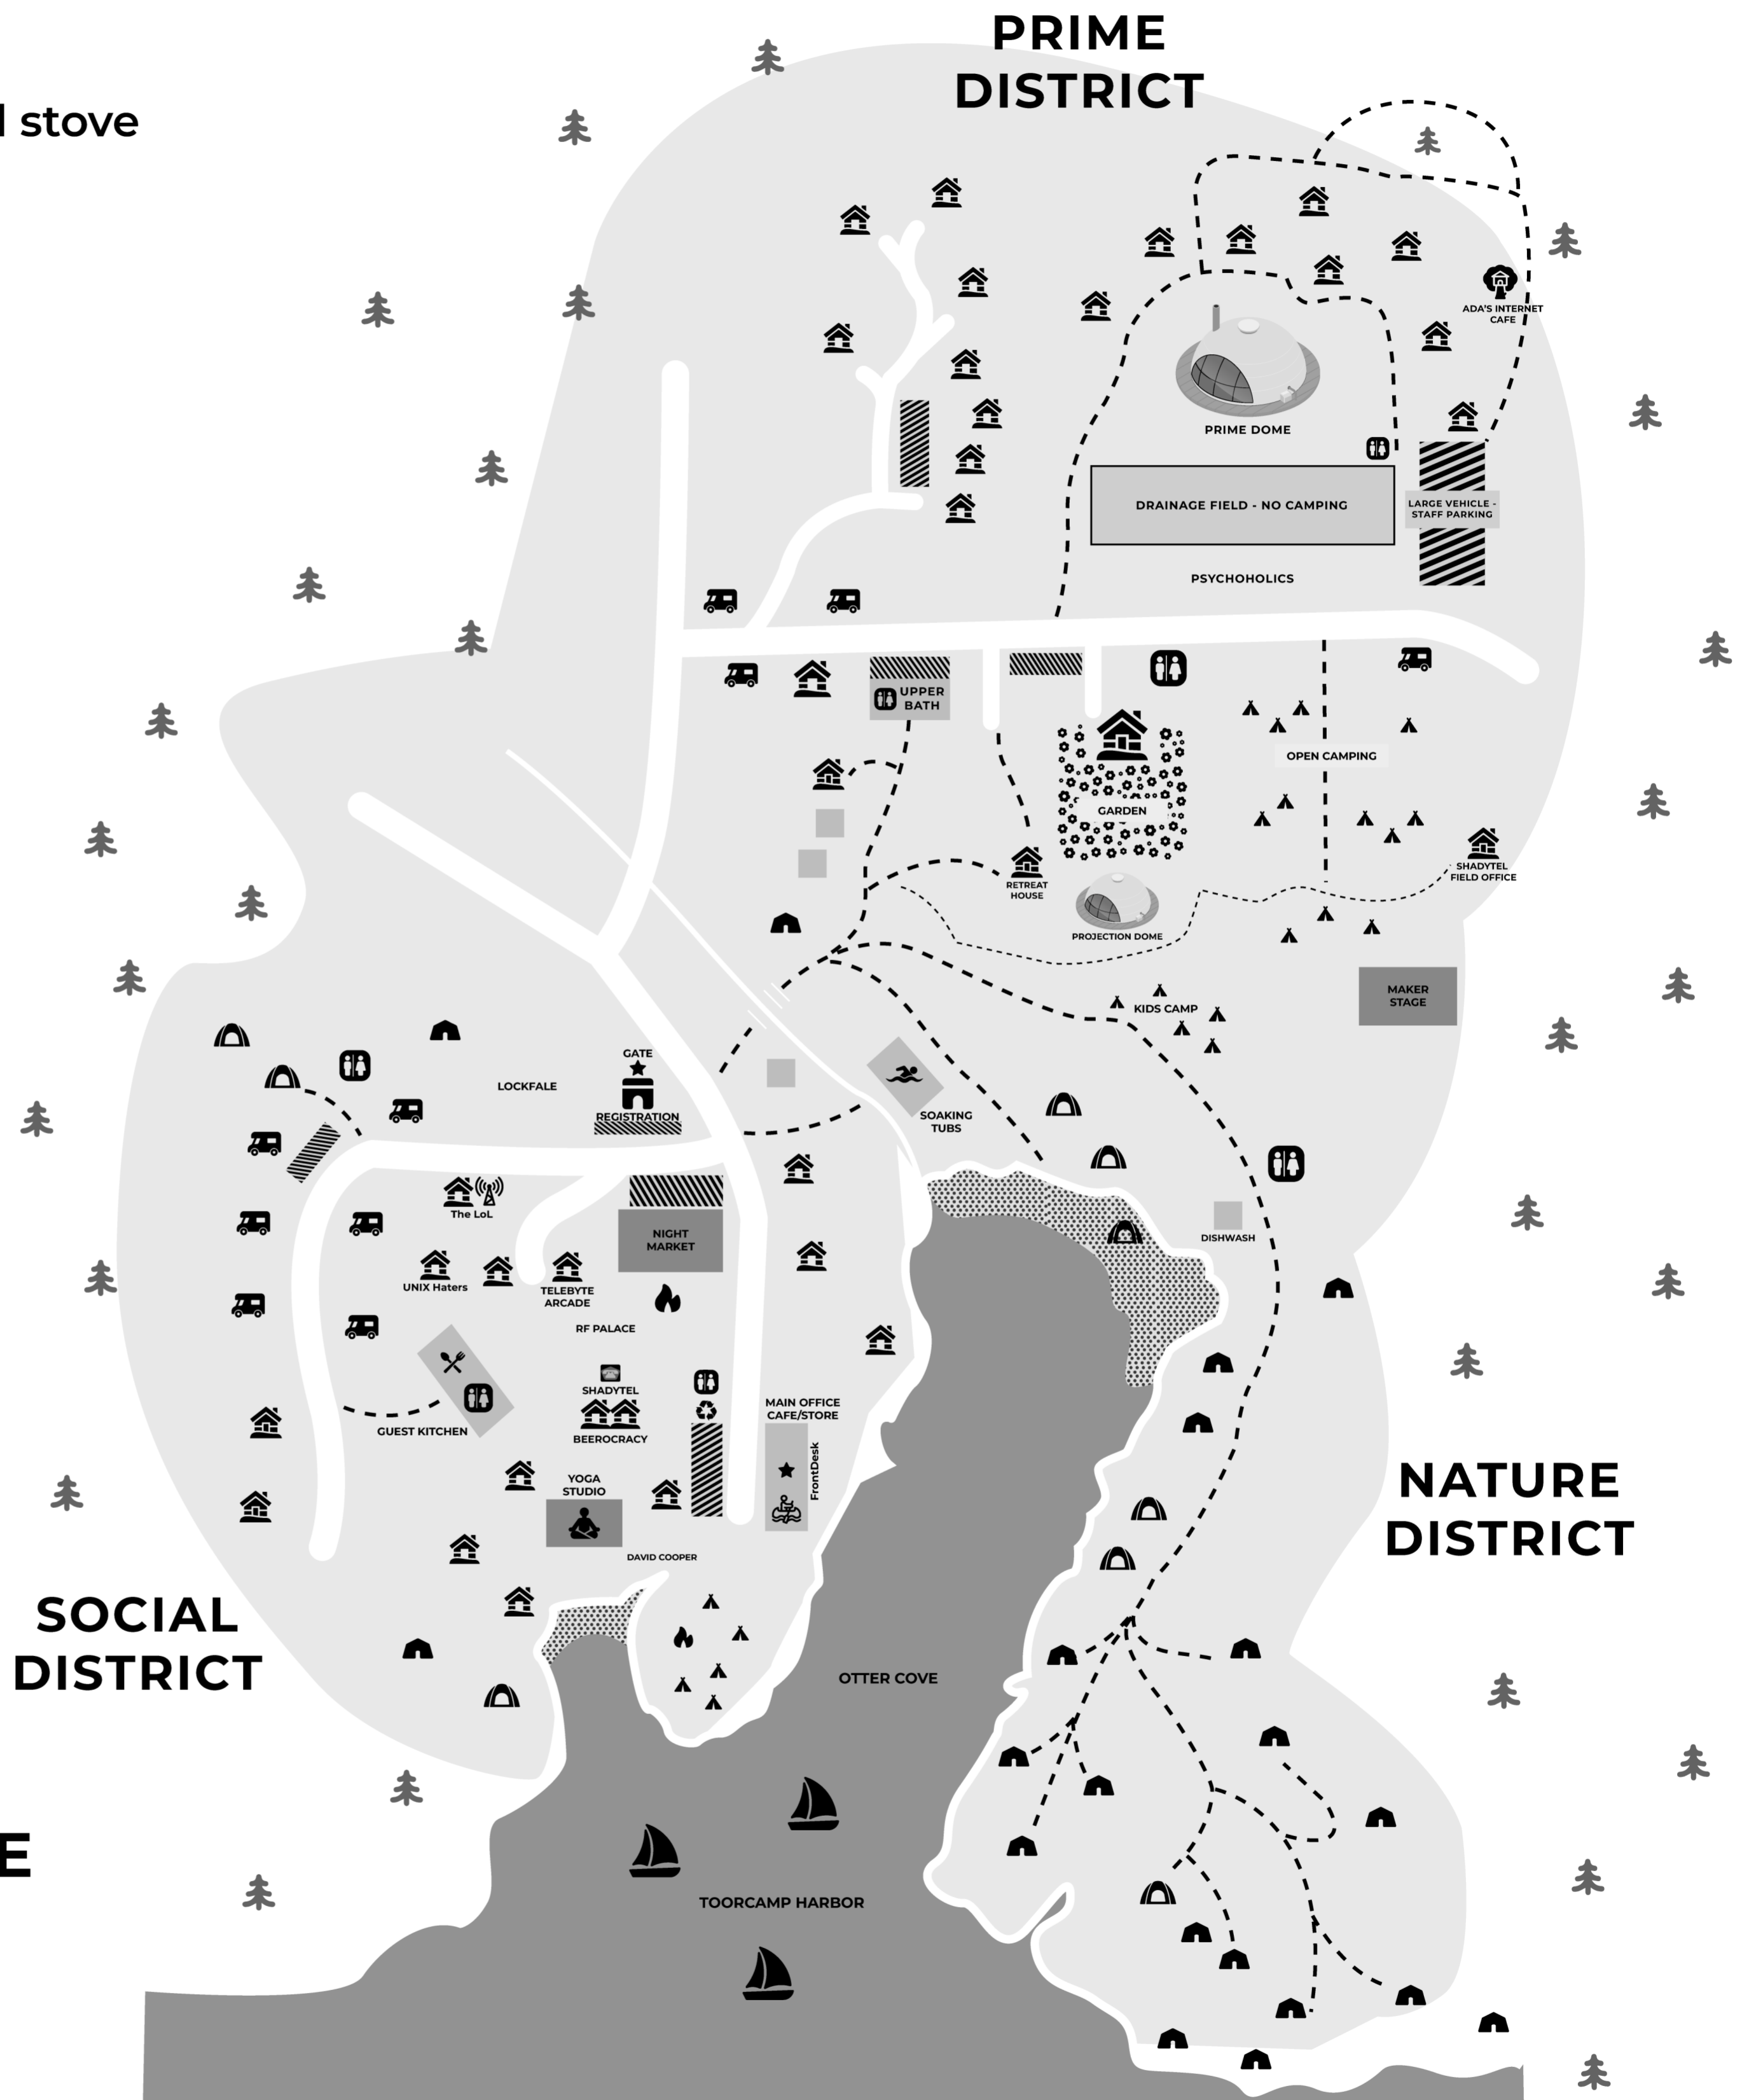 PRIME
DISTRICT
stove
ADA'S INTERNET
CAFE
PRIME DOME
DRAINAGE FIELD - NO CAMPING
LARGE VEHICLE -
STAFF PARKING
PSYCHOHOLICS
UPPER
BATH
OPEN CAMPING
GARDEN
RETREAT
HOUSE
SHADYTEL
FIELD OFFICE
PROJECTION DOME
MAKER
STAGE
KIDS CAMP
GATE
LOCKFALE
REGISTRATION
SOAKING
TUBS
The LoL
NIGHT
MARKET
DISHWASH
UNIX Haters
TELEBYTE
ARCADE
RF PALACE
SHADYTEL
MAIN OFFICE
CAFE/STORE
GUEST KITCHEN
BEEROCRACY
FrontDesk
YOGA
STUDIO
NATURE
DISTRICT
DAVID COOPER
SOCIAL
DISTRICT
OTTER COVE
E
TOORCAMP HARBOR